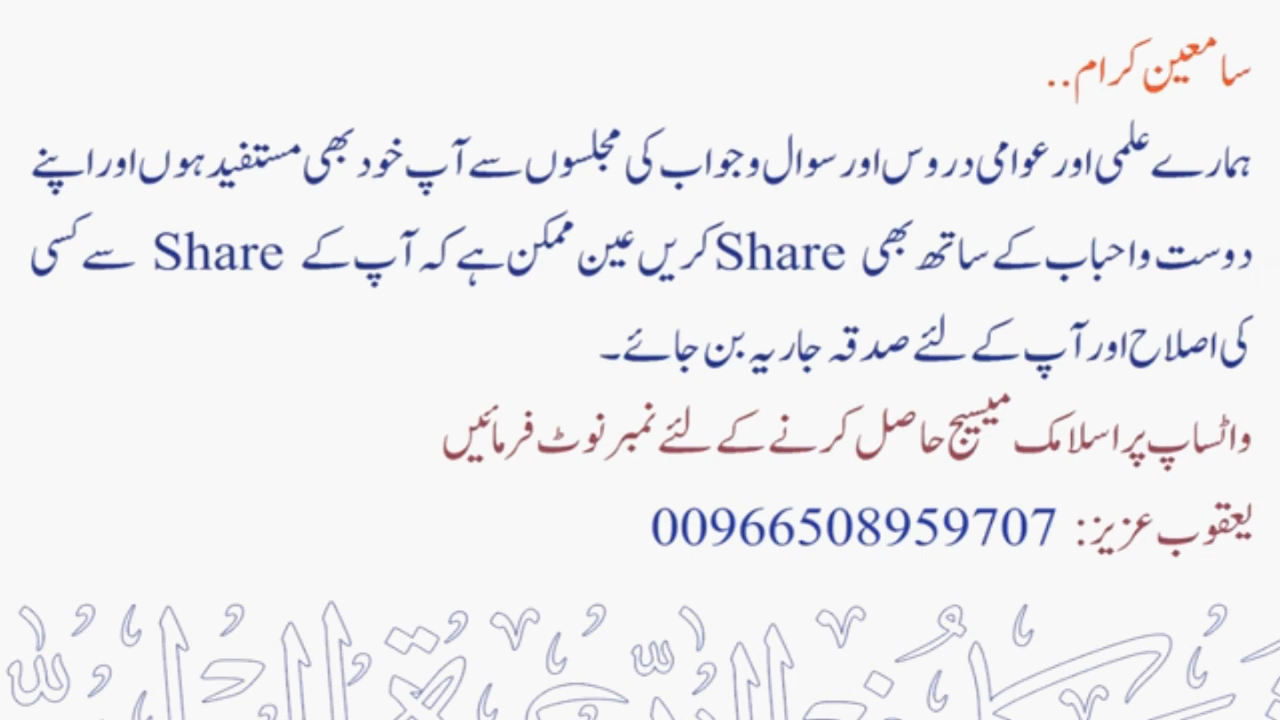 سامعین کرام..
ہمارے علمی اور عوامی دروس اور سوال و جواب کی مجلسوں سے آپ خود بھی مستفید ہوں اور اپنے
دوست واحباب کے ساتھ بھی Share کریں عین ممکن ہے کہ آپ کے Share سے کسی
کی اصلاح اور آپ کے لئے صدقہ جاریہ بن جائے۔
واٹساپ پر اسلامک میسیج حاصل کرنے کے لئے نمبر نوٹ فرمائیں
یعقوب عزیز: 00966508959707